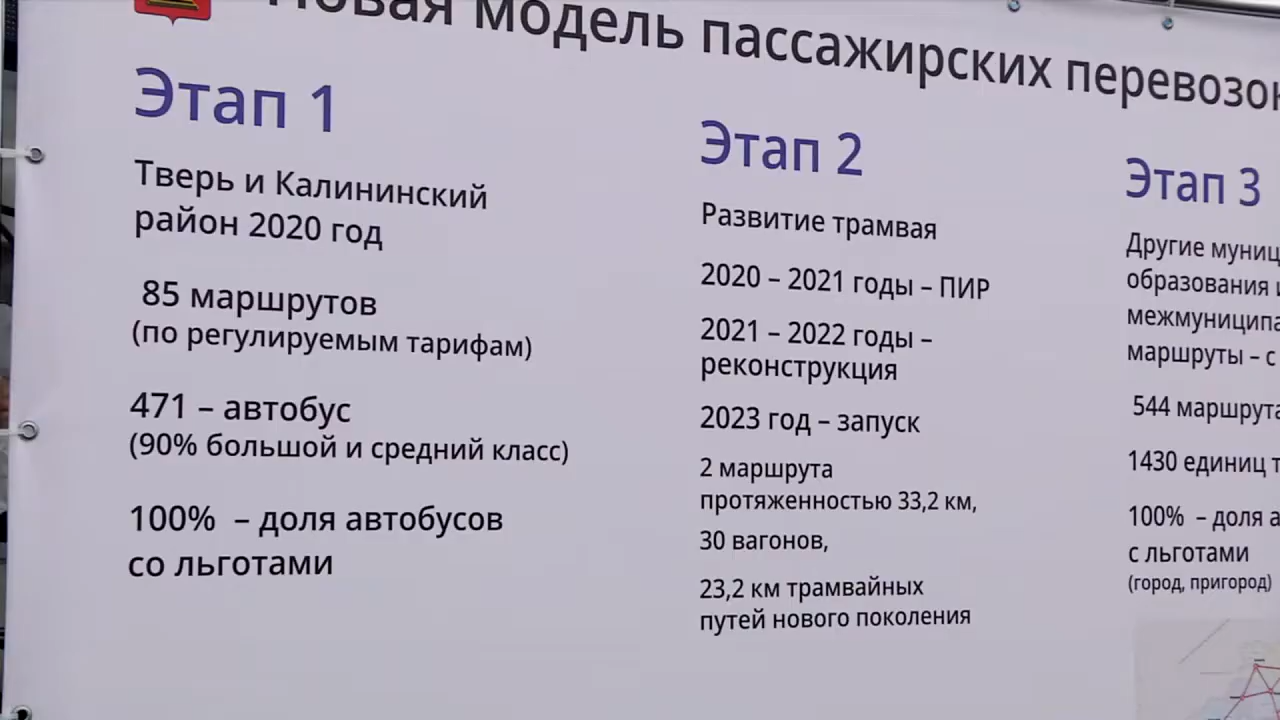 Новая модель пассажирских перевозок
Этап 1
Тверь и Калининский
район 2020 год
85 маршрутов
(по регулируемым тарифам)
471 – автобус
(90% большой и средний класс)
100% – доля автобусов
со льготами
Этап 2
Развитие трамвая
2020 – 2021 годы – ПИР
2021 – 2022 годы –
реконструкция
2023 год – запуск
2 маршрута
протяженностью 33,2 км,
30 вагонов,
23,2 км трамвайных
путей нового поколения
Этап 3
Другие
образования
маршруты – с
544 маршрута
1430 единиц
100% – доля
с льготами
(город, пригород)